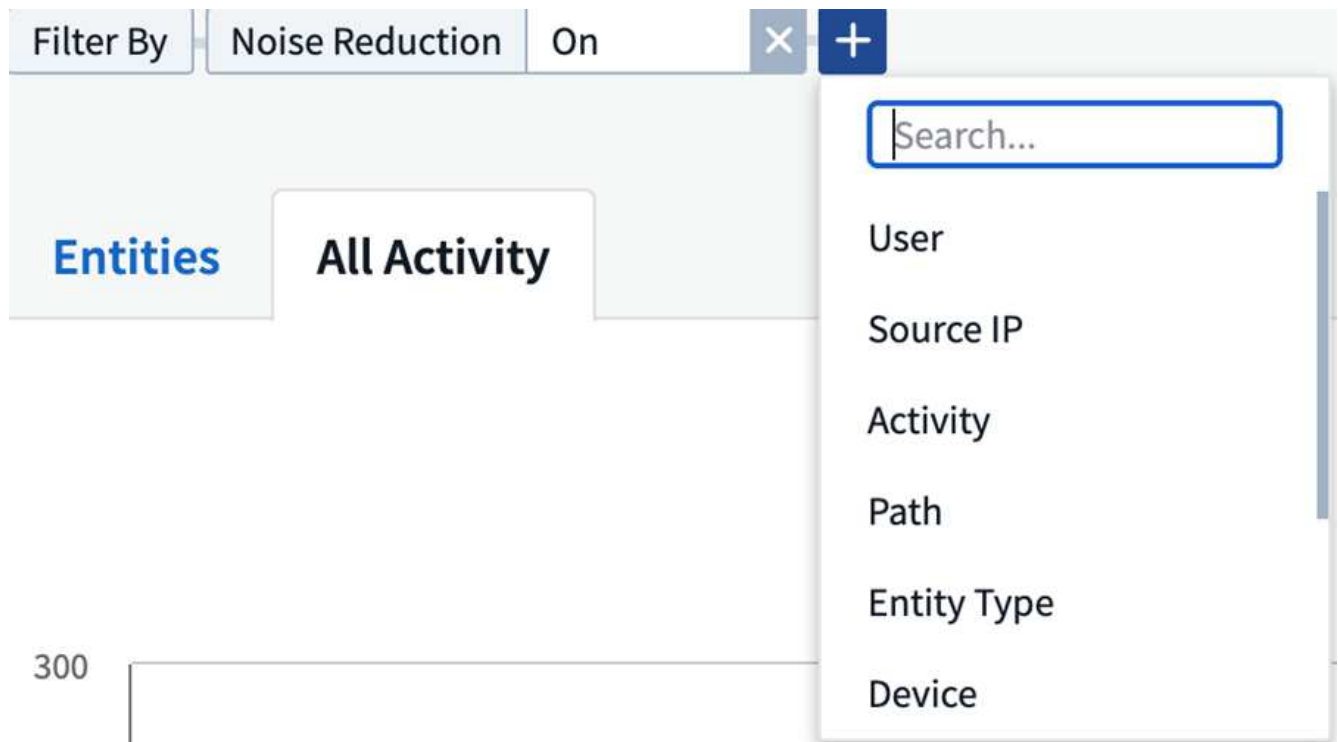 Filter By Noise Reduction On
Search...
Entities All Activity
User
Source IP
Activity
Path
Entity Type
Device
300